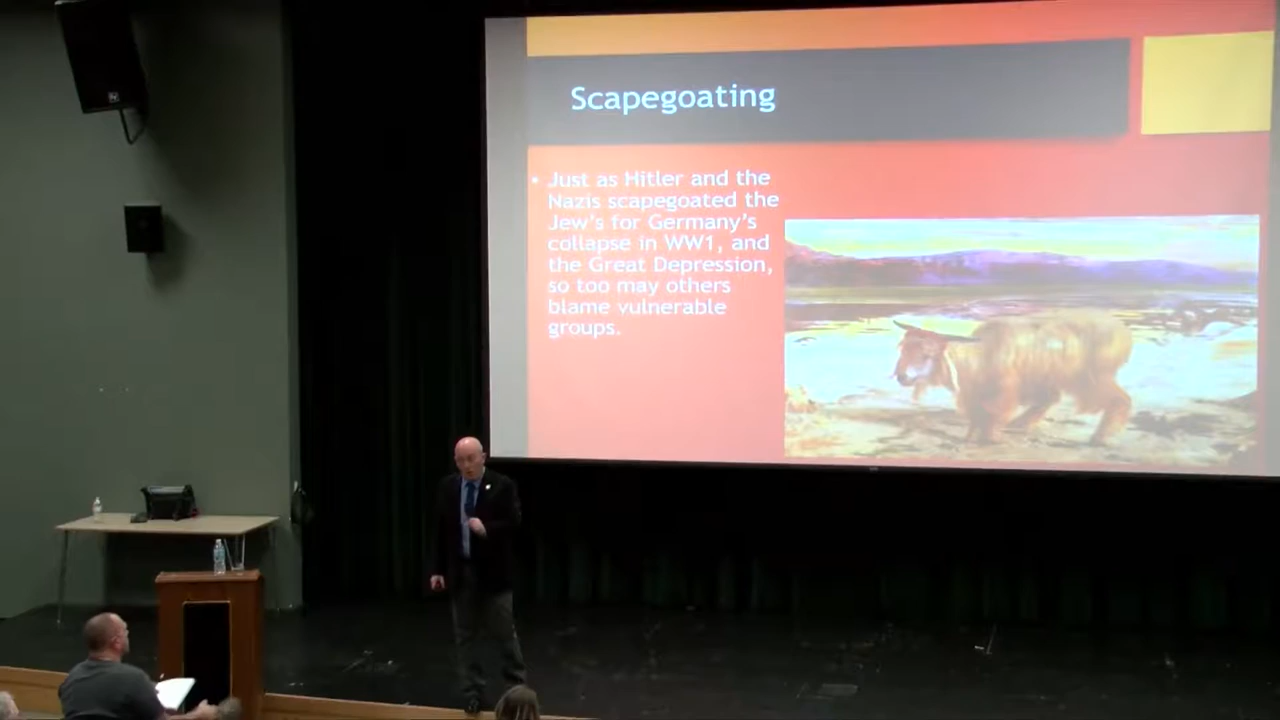 Scapegoating
• Just as Hitler and the
Nazis scapegoated the
Jew's for Germany's
collapse in WW1, and
the Great Depression,
so too may others
blame vulnerable
groups.